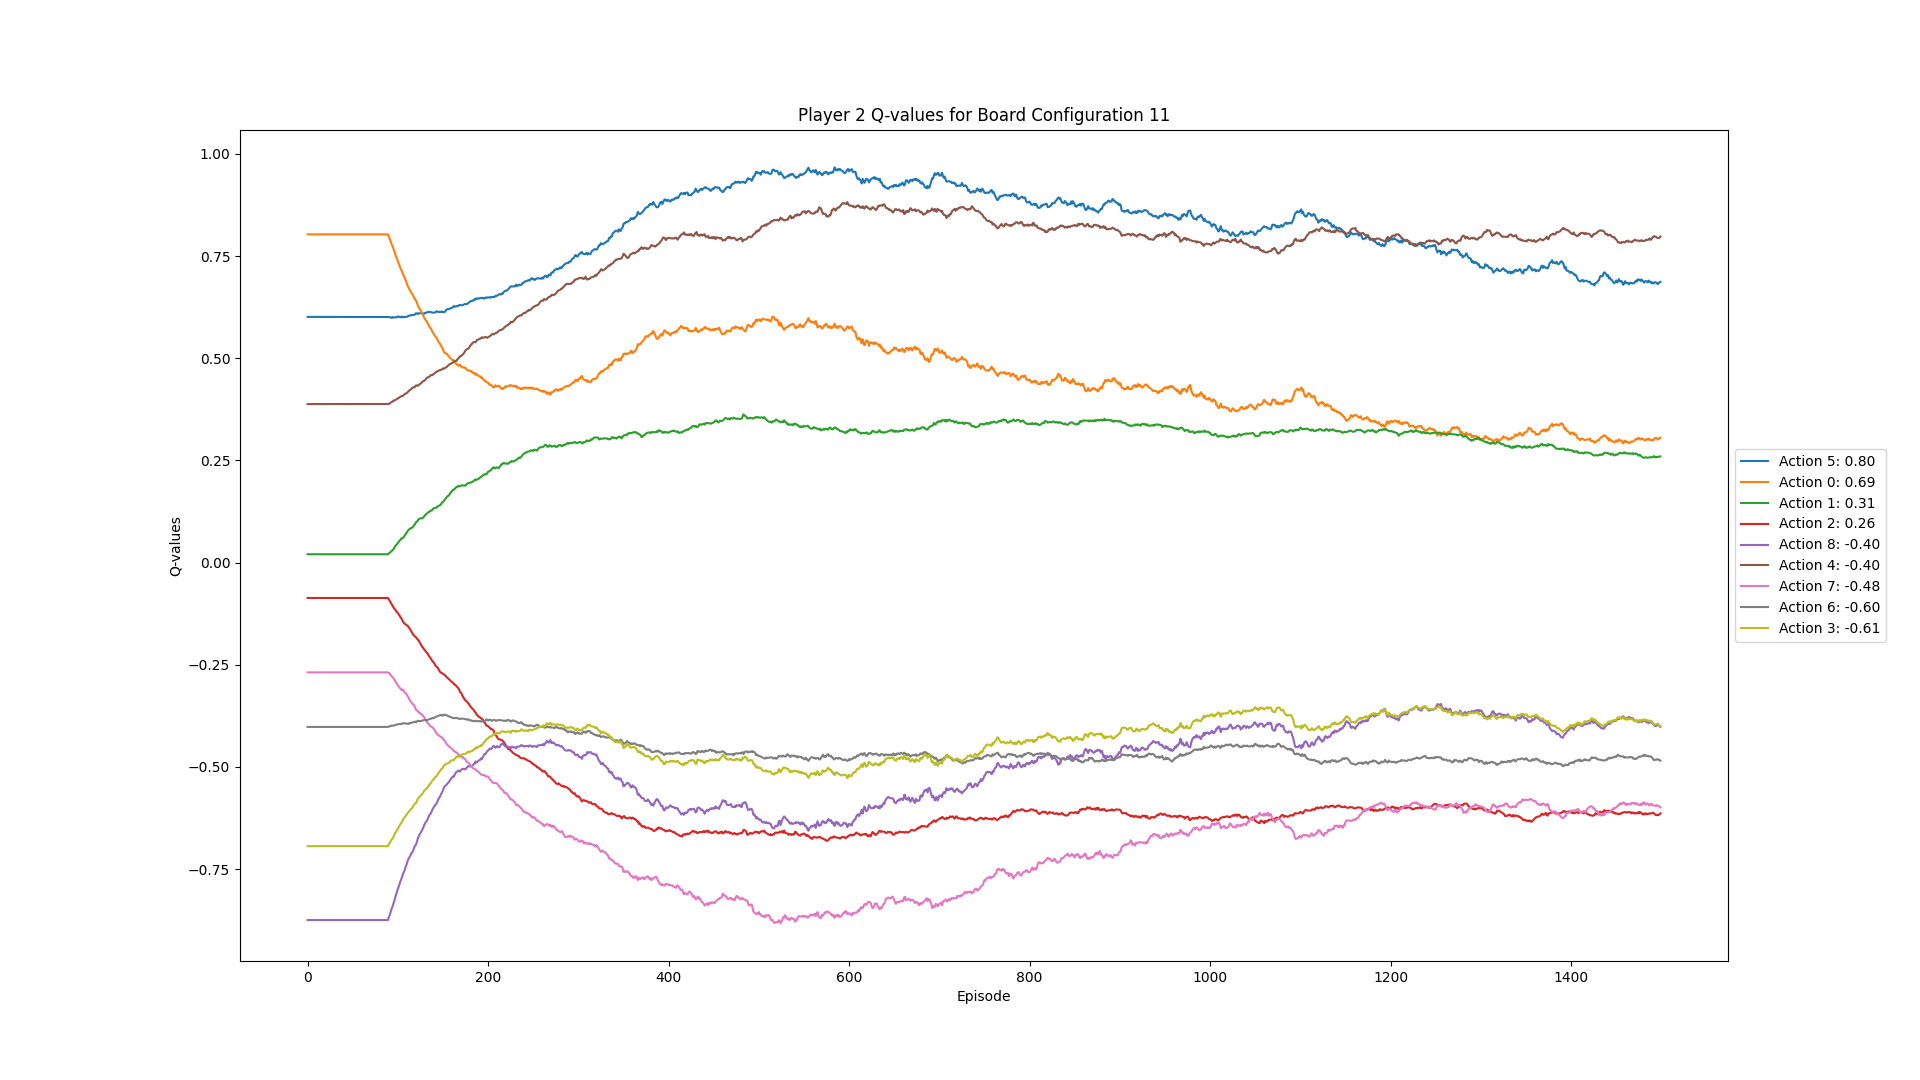 Player 2 Q-values for Board Configuration 11
1.00
0.75
0.50
0.25
0.00
−0.25
−0.50
−0.75
Q-values
0 200 400 600 800 1000 1200 1400
Episode
Action 5: 0.80
Action 0: 0.69
Action 1: 0.31
Action 2: 0.26
Action 8: -0.40
Action 4: -0.40
Action 7: -0.48
Action 6: -0.60
Action 3: -0.61